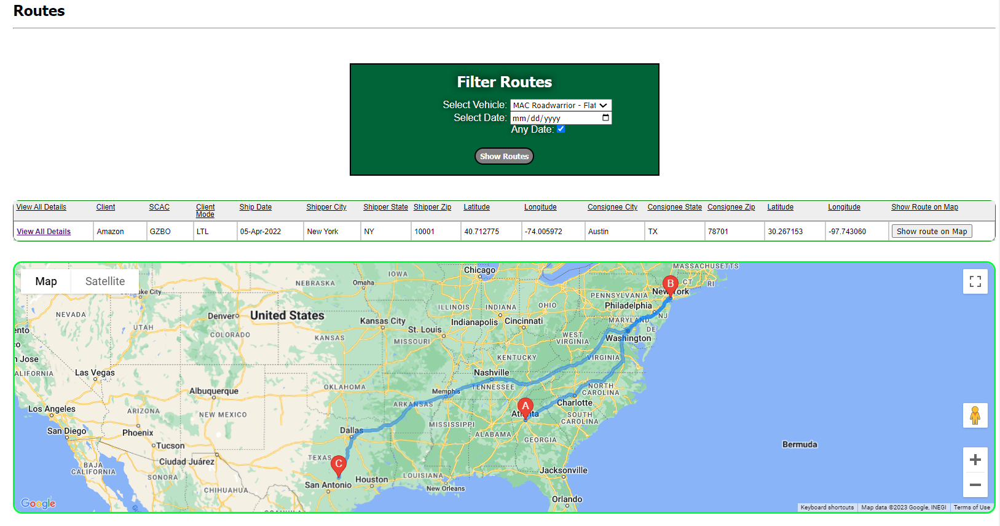 Routes
Filter Routes
Select Vehicle: MAC Roadwarrior - Flat
Select Date: mm/dd/yyyy
Any Date:
Show Routes
View All Details Client SCAC Client Mode Ship Date Shipper City Shipper State Shipper Zip Latitude Longitude Consignee City Consignee State Consignee Zip Latitude Longitude Show Route on Map
View All Details Amazon GZBO LTL 05-Apr-2022 New York NY 10001 40.712775 -74.005972 Austin TX 78701 30.267153 -97.743060 Show route on Map
Map Satellite
MASSACHUSETTS
Chicago
IOWA
NEBRASKA
Omaha
B
CT
RI
New York
ke City
PENNSYLVANIA
Philadelphia
ILLINOIS
INDIANA
OHIO
NEVADA
Denver
United States
NJ
Kansas City
Indianapolis
Cincinnati
MARYLAND
UTAH
COLORADO
St. Louis
DE
ento
KANSAS
MISSOURI
WEST
VIRGINIA
Washington
co
n Jose
KENTUCKY
VIRGINIA
ALIFORNIA
Las Vegas
Nashville
OKLAHOMA
TENNESSEE
NORTH
CAROLINA
Albuquerque
Memphis
Los Angeles
ARIZONA
NEW MEXICO
ARKANSAS
A
Charlotte
Atlanta
SOUTH
CAROLINA
San Diego
Phoenix
Dallas
MISSISSIPPI
ALABAMA
GEORGIA
Tucson
Bermuda
Ciudad Juárez
TEXAS
C
BAJA
CALIFORNIA
SONORA
Jacksonville
LOUISIANA
Houston
San Antonio
New Orleans
CHIHUAHUA
Orlando
COAHUILA
Google
Keyboard shortcuts Map data ©2023 Google, INEGI Terms of Use